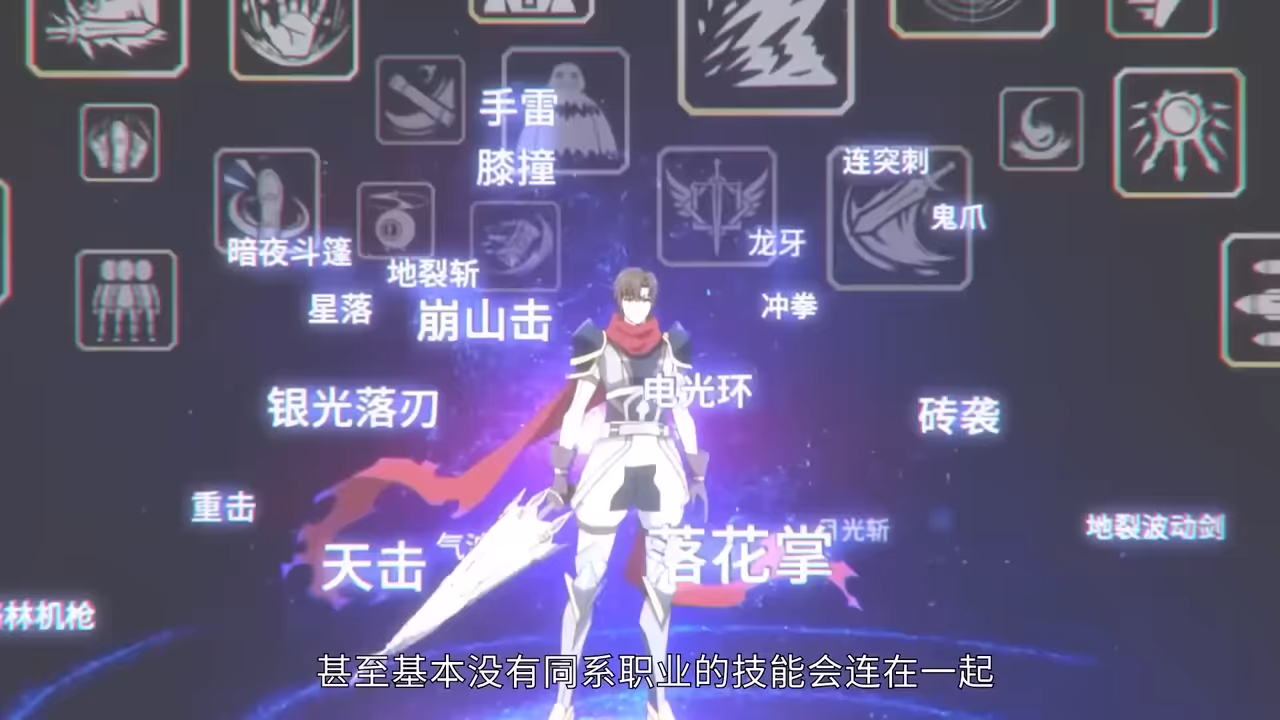 手雷
膝撞
连突刺
鬼爪
龙牙
暗夜斗篷
地裂斩
星落
崩山击
冲拳
电光环
银光落刃
砖袭
重击
地裂波动剑
月光斩
落花掌
天击
林机枪
甚至基本没有同系职业的技能会连在一起